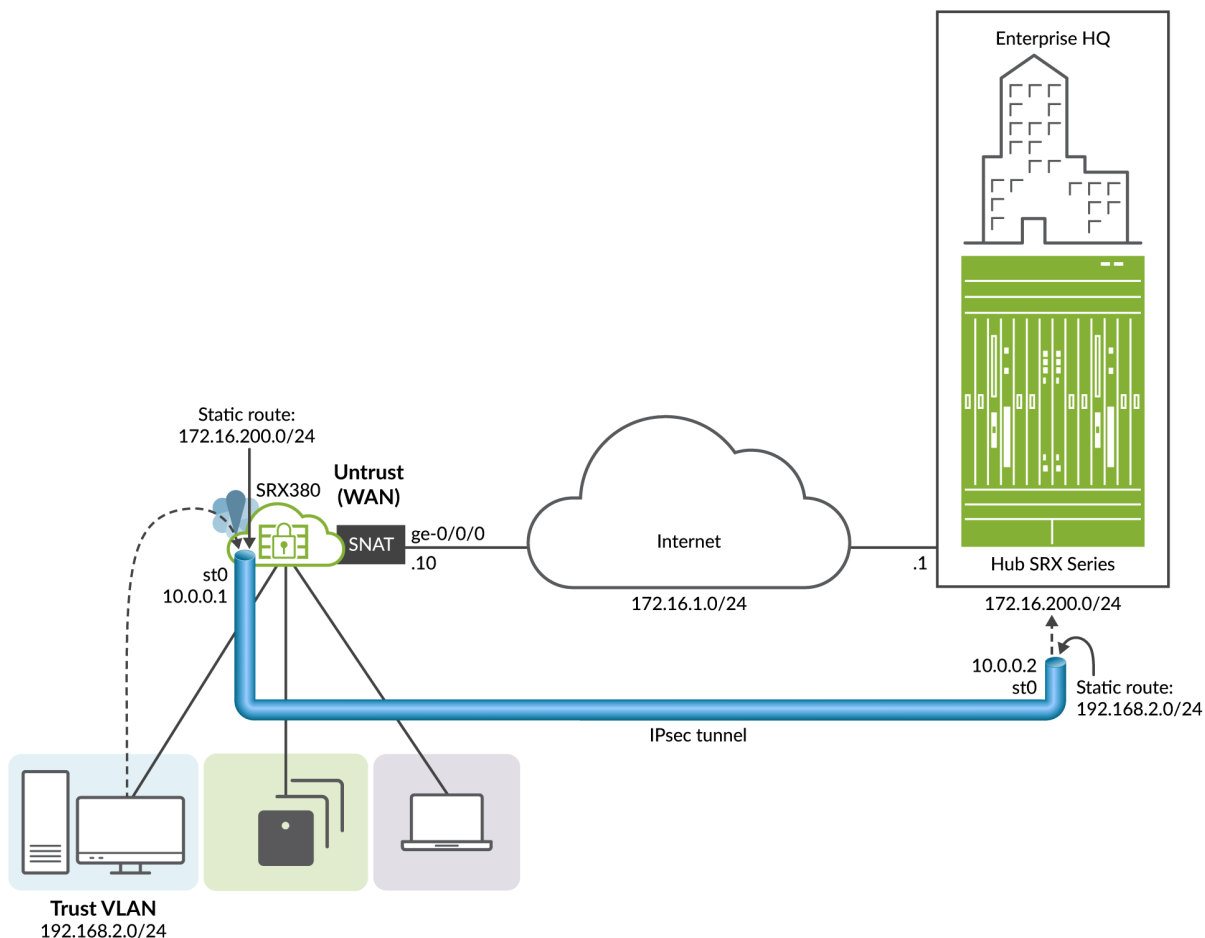 Enterprise HQ
Static route:
172.16.200.0/24
Untrust
(WAN)
SRX380
SNAT
ge-0/0/0
.10
Internet
.1
Hub SRX Series
st0
10.0.0.1
172.16.1.0/24
172.16.200.0/24
10.0.0.2
st0
Static route:
192.168.2.0/24
IPsec tunnel
Trust VLAN
192.168.2.0/24